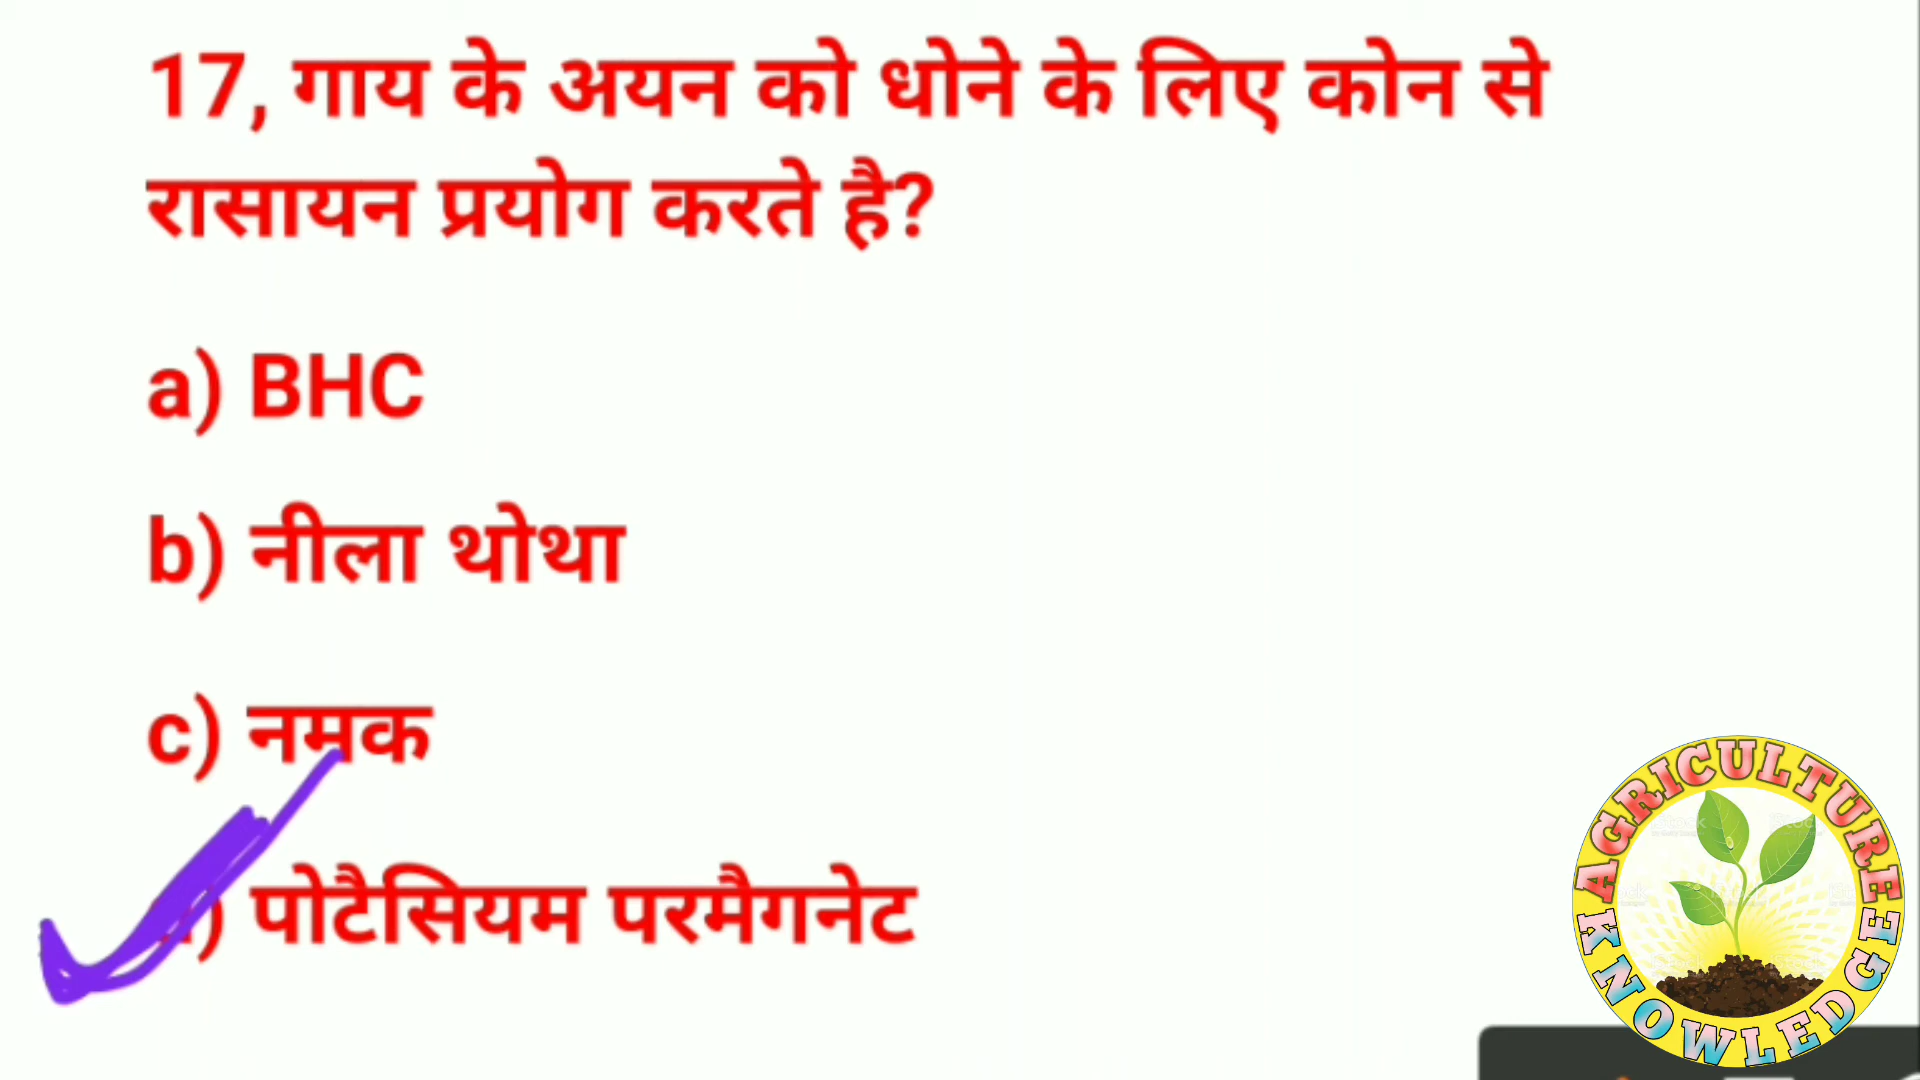 17, गाय के अयन को धोने के लिए कोन से
रासायन प्रयोग करते है?
a) BHC
b) नीला थोथा
c) नमक
) पोटैसियम परमैगनेट
AGRICULTURE
KNOWLEDGE